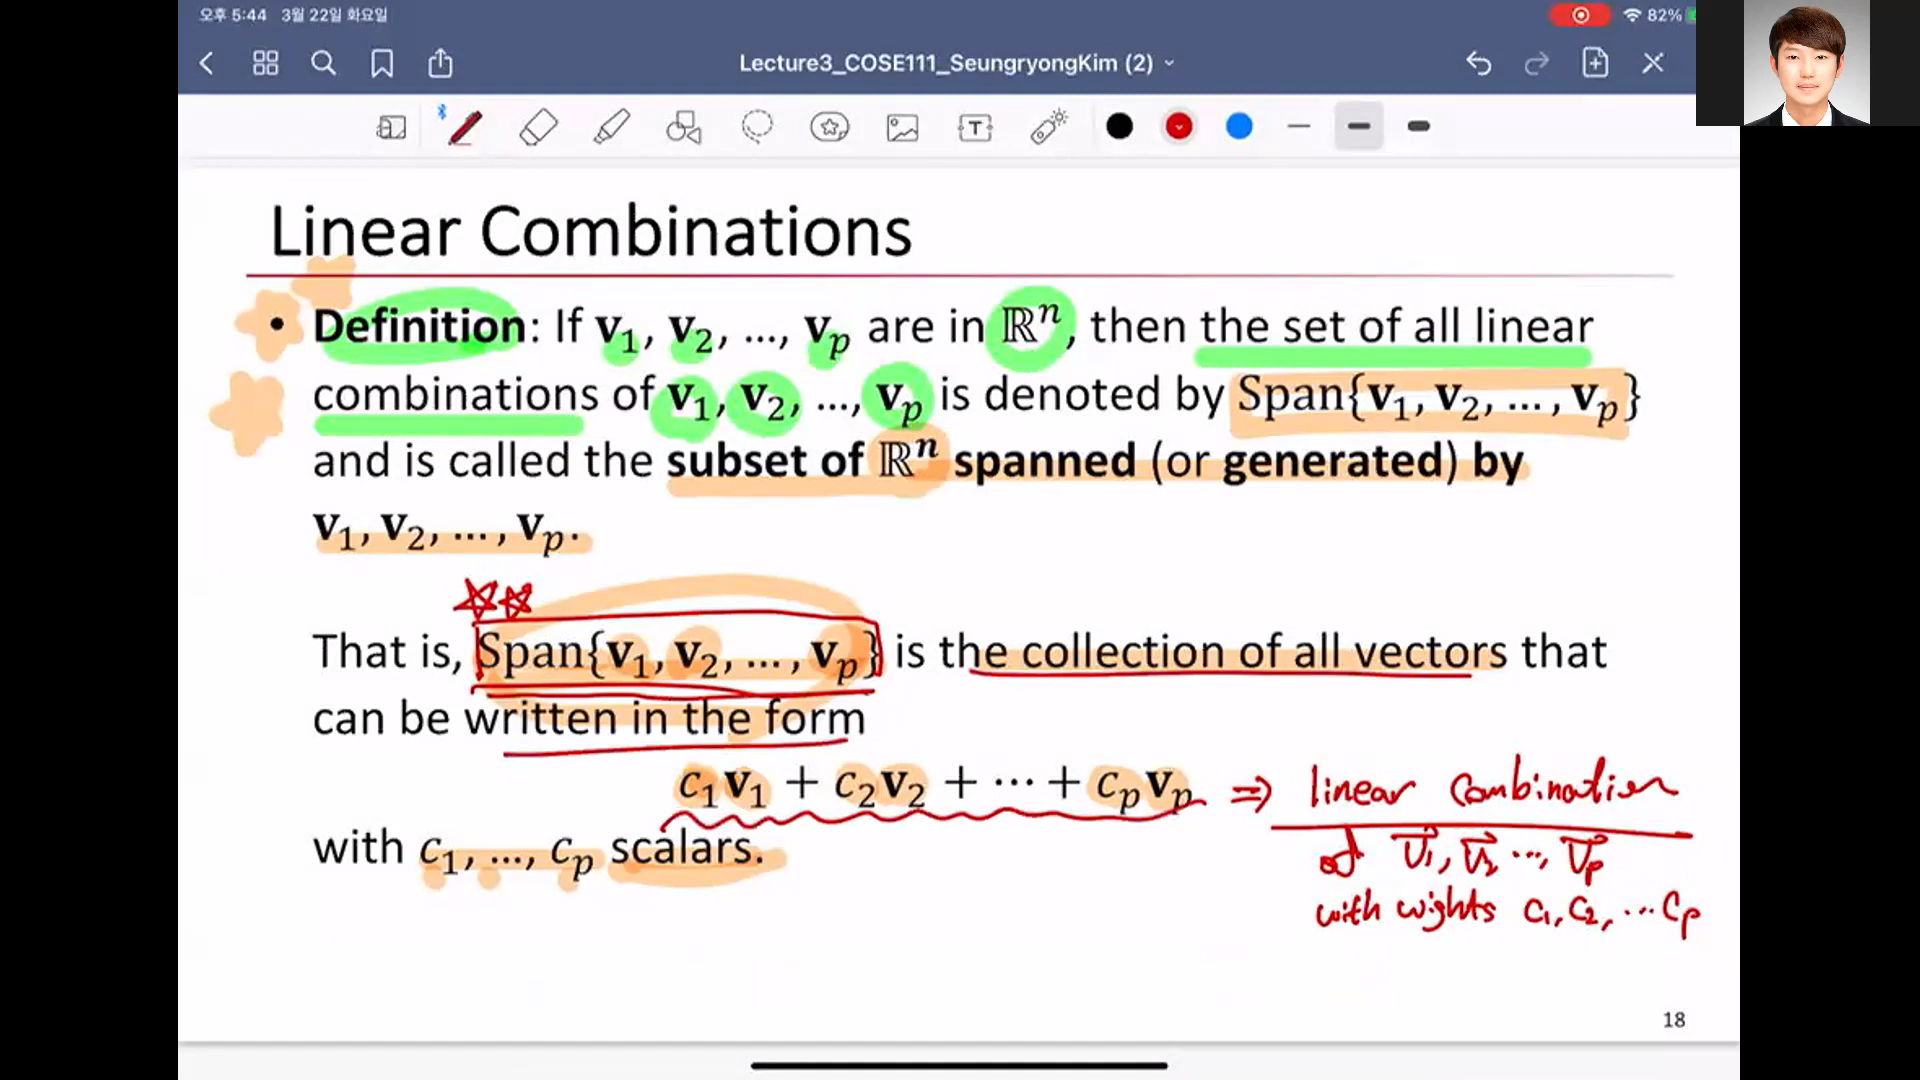 오후 5:44 3월 22일 화요일
82%
Lecture3_COSE111_SeungryongKim (2)
Linear Combinations
• Definition: If v₁, v₂, …, vₚ are in ℝⁿ, then the set of all linear
combinations of v₁, v₂, …, vₚ is denoted by Span{v₁, v₂, … , vₚ}
and is called the subset of ℝⁿ spanned (or generated) by
v₁, v₂, … , vₚ.
That is, Span{v₁, v₂, … , vₚ} is the collection of all vectors that
can be written in the form
c₁v₁ + c₂v₂ + ⋯ + cₚvₚ ⇒ linear combination
with c₁, …, cₚ scalars.
of v⃗₁, v⃗₂ ⋯, v⃗ₚ
with wights c₁, c₂, ⋯ cₚ
18